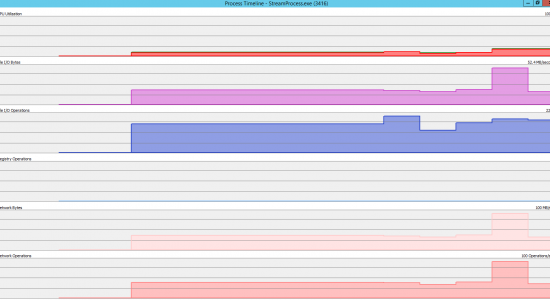 Process Timeline - StreamProcess.exe (3416)
PU Utilization 100
le I/O Bytes 52.4 MB/seco
le I/O Operations 22
egistry Operations
etwork Bytes 100 MB/s
etwork Operations 100 Operations/s